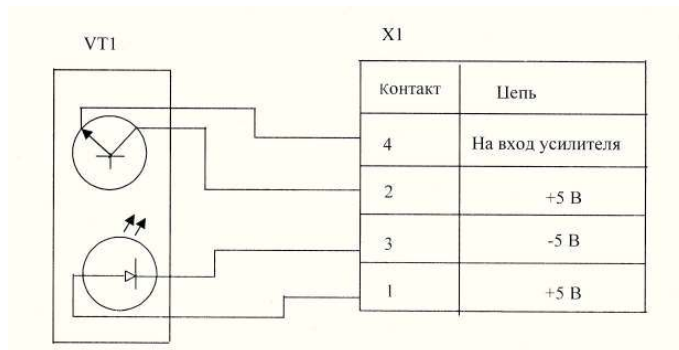 VT1
X1
Контакт Цепь
4 На вход усилителя
2 +5 В
3 -5 В
1 +5 В